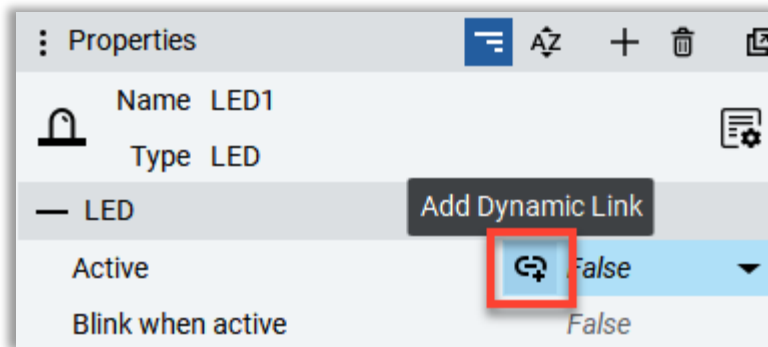 Properties
Name LED1
Type LED
LED
Add Dynamic Link
Active False
Blink when active False